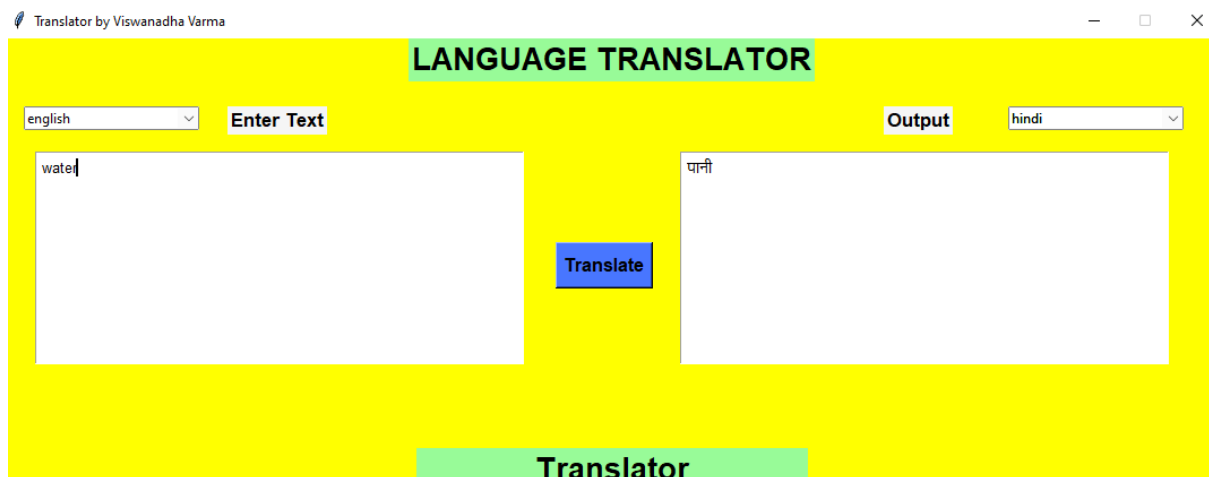 Translator by Viswanadha Varma
LANGUAGE TRANSLATOR
english
Enter Text
Output
hindi
water
पानी
Translate
Translator